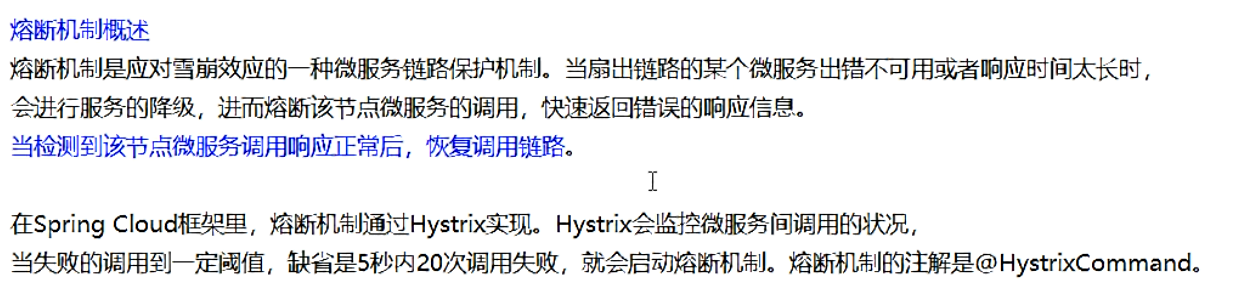 熔断机制概述
熔断机制是应对雪崩效应的一种微服务链路保护机制。当扇出链路的某个微服务出错不可用或者响应时间太长时，
会进行服务的降级，进而熔断该节点微服务的调用，快速返回错误的响应信息。
当检测到该节点微服务调用响应正常后，恢复调用链路。
在Spring Cloud框架里，熔断机制通过Hystrix实现。Hystrix会监控微服务间调用的状况，
当失败的调用到一定阈值，缺省是5秒内20次调用失败，就会启动熔断机制。熔断机制的注解是@HystrixCommand。